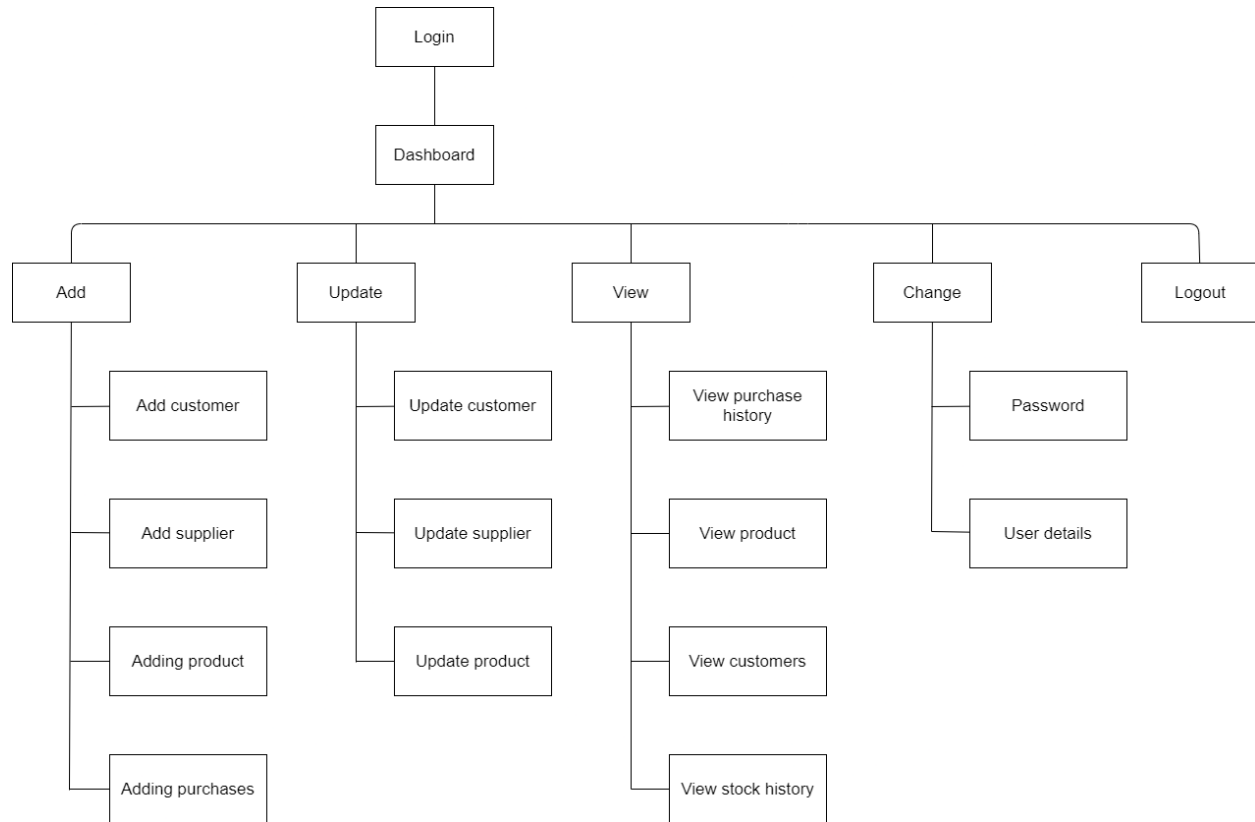 Login
Dashboard
Add
Update
View
Change
Logout
Add customer
Update customer
View purchase
history
Password
Add supplier
Update supplier
View product
User details
Adding product
Update product
View customers
Adding purchases
View stock history